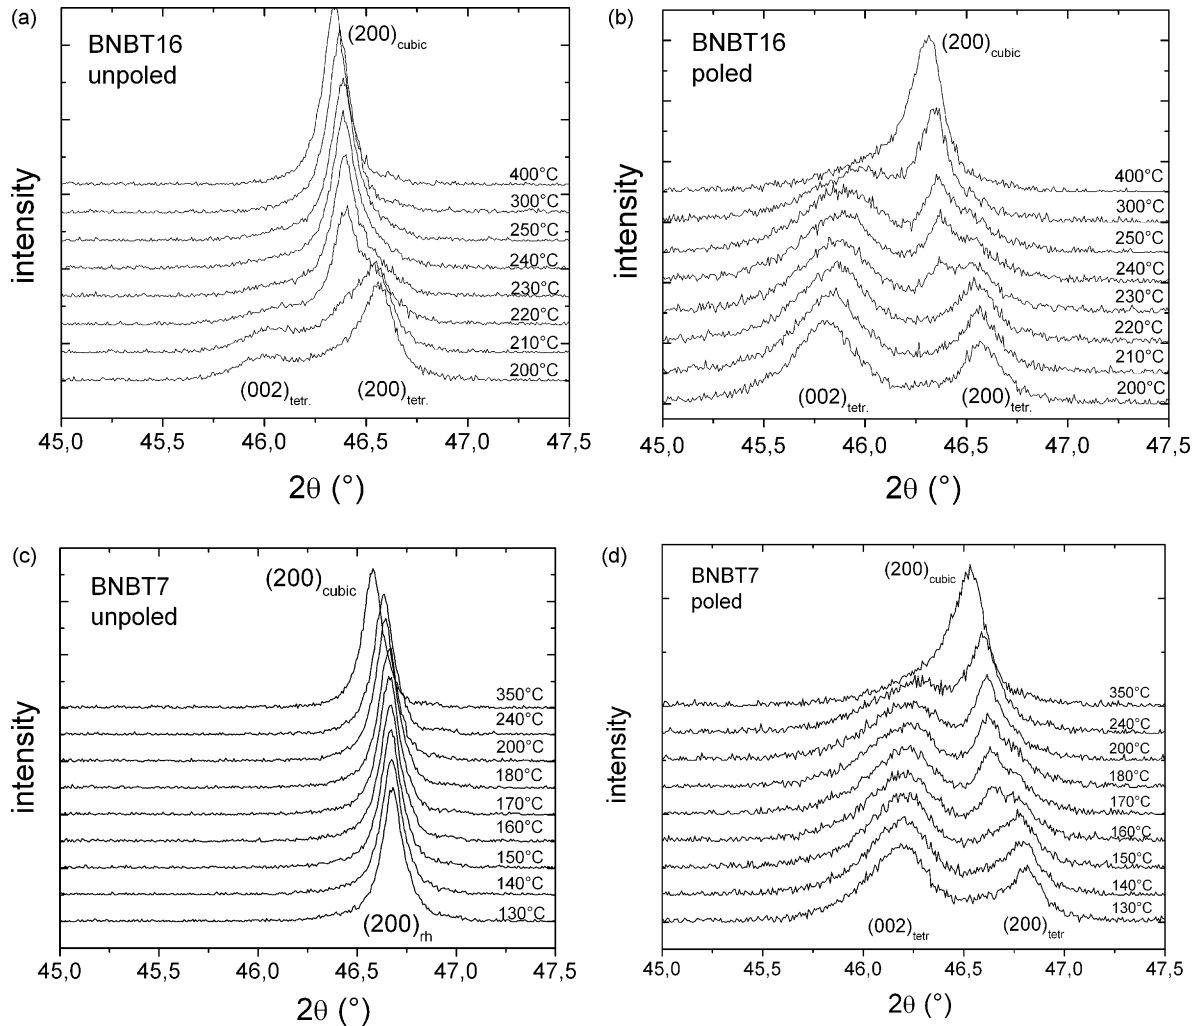 (a)
BNBT16
unpoled
(200)cubic
400°C
300°C
250°C
240°C
230°C
220°C
210°C
200°C
(002)tetr.
(200)tetr.
intensity
45,0 45,5 46,0 46,5 47,0 47,5
2θ (°)
(b)
BNBT16
poled
(200)cubic
400°C
300°C
250°C
240°C
230°C
220°C
210°C
200°C
(002)tetr.
(200)tetr.
intensity
45,0 45,5 46,0 46,5 47,0 47,5
2θ (°)
(c)
BNBT7
unpoled
(200)cubic
350°C
240°C
200°C
180°C
170°C
160°C
150°C
140°C
130°C
(200)rh
intensity
45,0 45,5 46,0 46,5 47,0 47,5
2θ (°)
(d)
BNBT7
poled
(200)cubic
350°C
240°C
200°C
180°C
170°C
160°C
150°C
140°C
130°C
(002)tetr
(200)tetr
intensity
45,0 45,5 46,0 46,5 47,0 47,5
2θ (°)